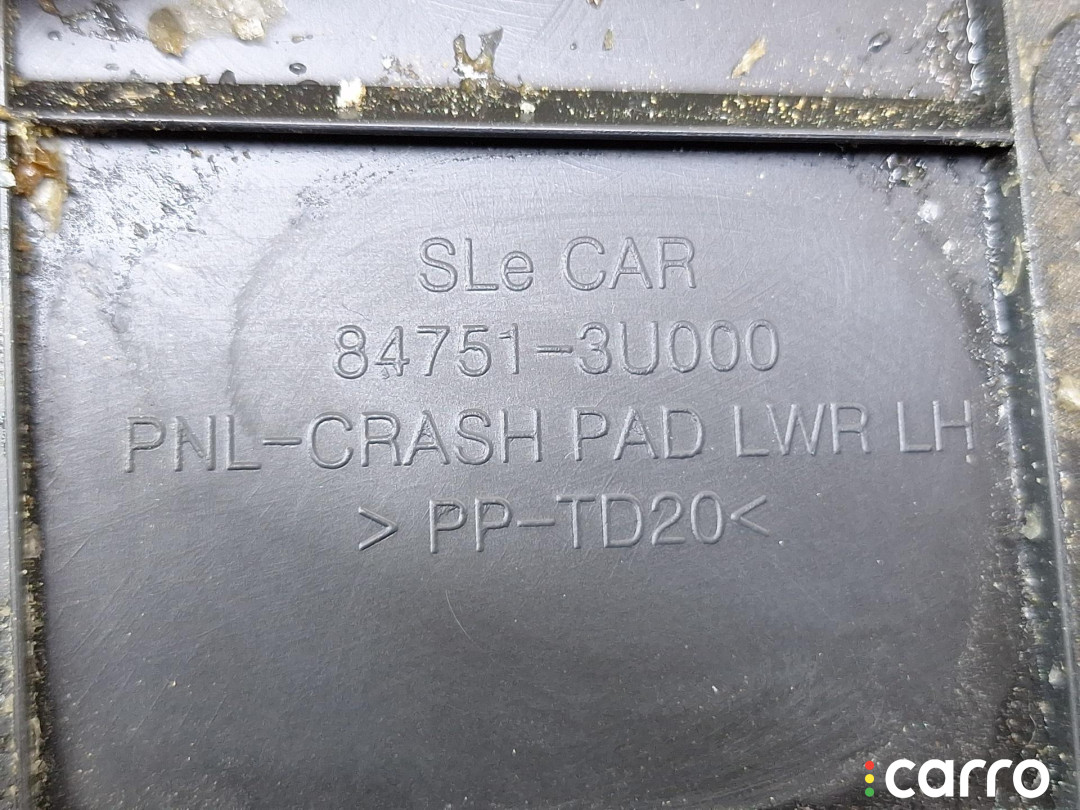 SLe CAR
84751-3U000
PNL-CRASH PAD LWR LH
> PP-TD20<
carro